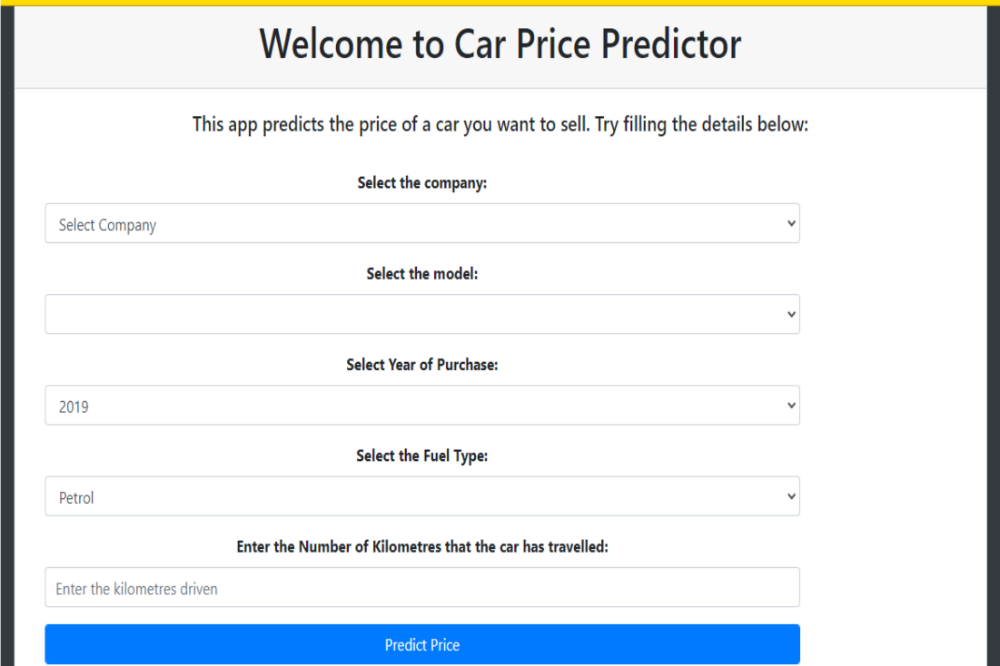 Welcome to Car Price Predictor
This app predicts the price of a car you want to sell. Try filling the details below:
Select the company:
Select Company
Select the model:
Select Year of Purchase:
2019
Select the Fuel Type:
Petrol
Enter the Number of Kilometres that the car has travelled:
Enter the kilometres driven
Predict Price